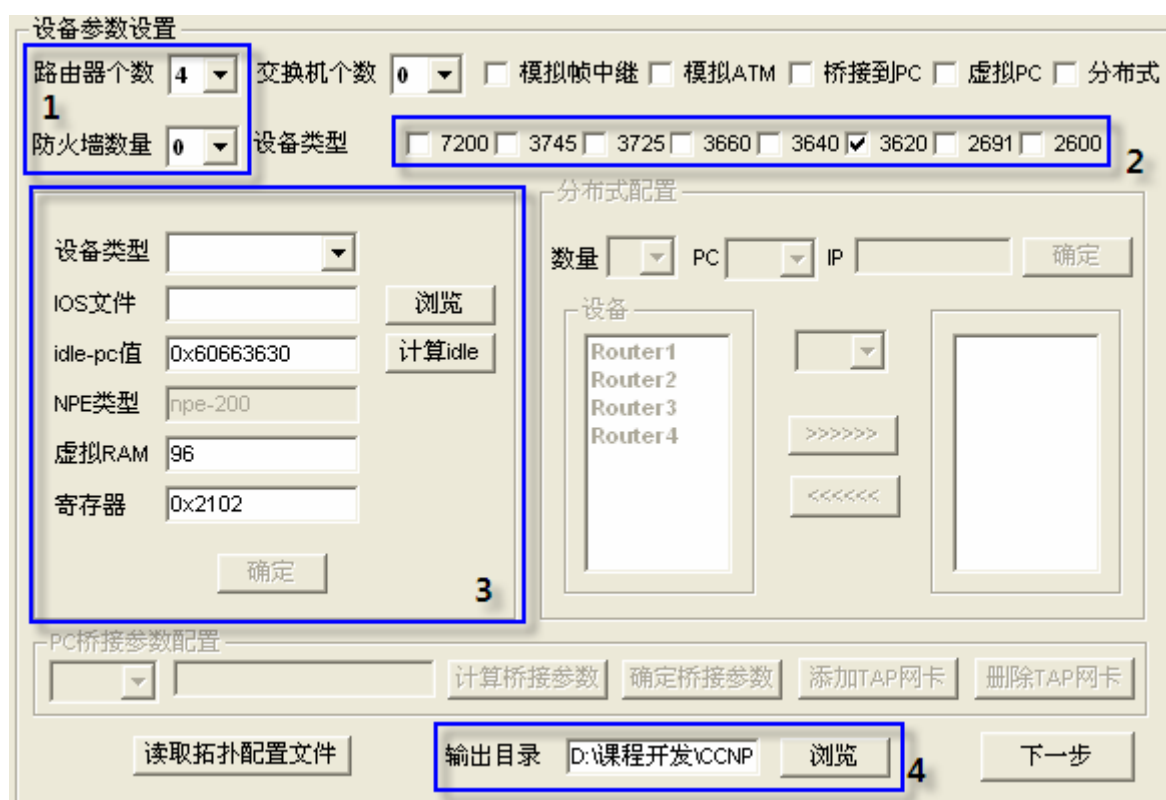 设备参数设置
路由器个数 4 交换机个数 0 模拟帧中继 模拟ATM 桥接到PC 虚拟PC 分布式
1
防火墙数量 0 设备类型 7200 3745 3725 3660 3640 3620 2691 2600
2
分布式配置
设备类型
数量 PC IP 确定
IOS文件 浏览
设备
idle-pc值 0x60663630 计算idle
Router1
Router2
Router3
Router4
NPE类型 npe-200
>>>>>>
虚拟RAM 96
<<<<<<
寄存器 0x2102
确定
3
PC桥接参数配置
计算桥接参数 确定桥接参数 添加TAP网卡 删除TAP网卡
读取拓扑配置文件 输出目录 D:\课程开发\CCNP 浏览 4 下一步